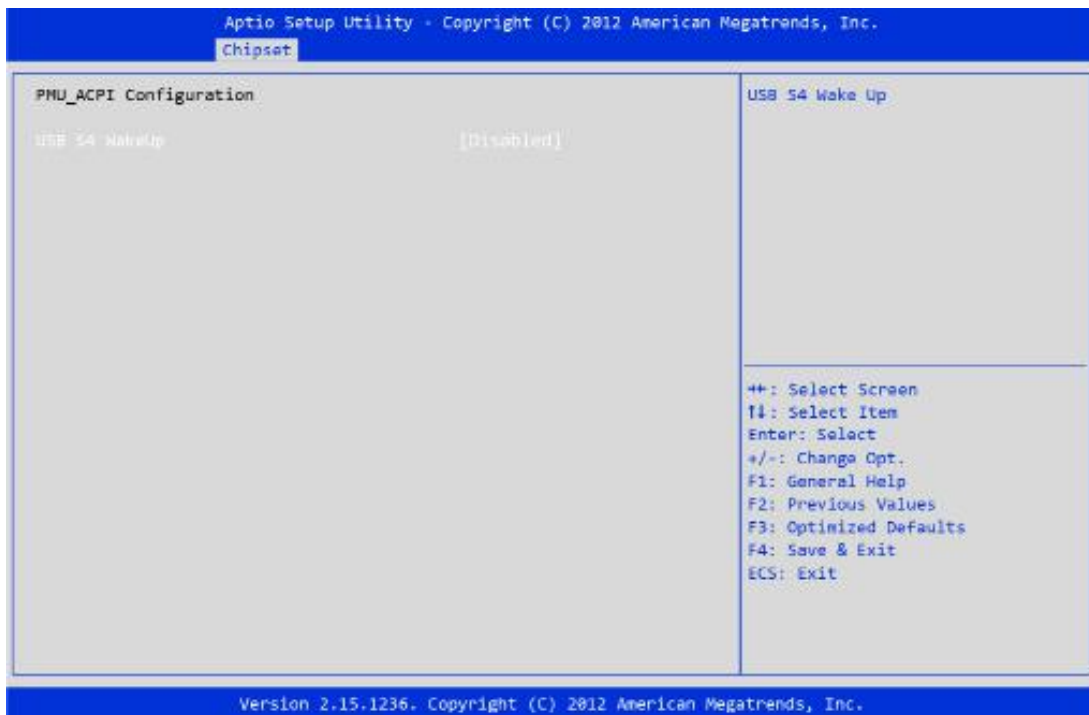 Aptio Setup Utility - Copyright (C) 2012 American Megatrends, Inc.
Chipset
PMU_ACPI Configuration
USB S4 WakeUp [Disabled]
USB S4 Wake Up
→←: Select Screen
↑↓: Select Item
Enter: Select
+/-: Change Opt.
F1: General Help
F2: Previous Values
F3: Optimized Defaults
F4: Save & Exit
ECS: Exit
Version 2.15.1236. Copyright (C) 2012 American Megatrends, Inc.